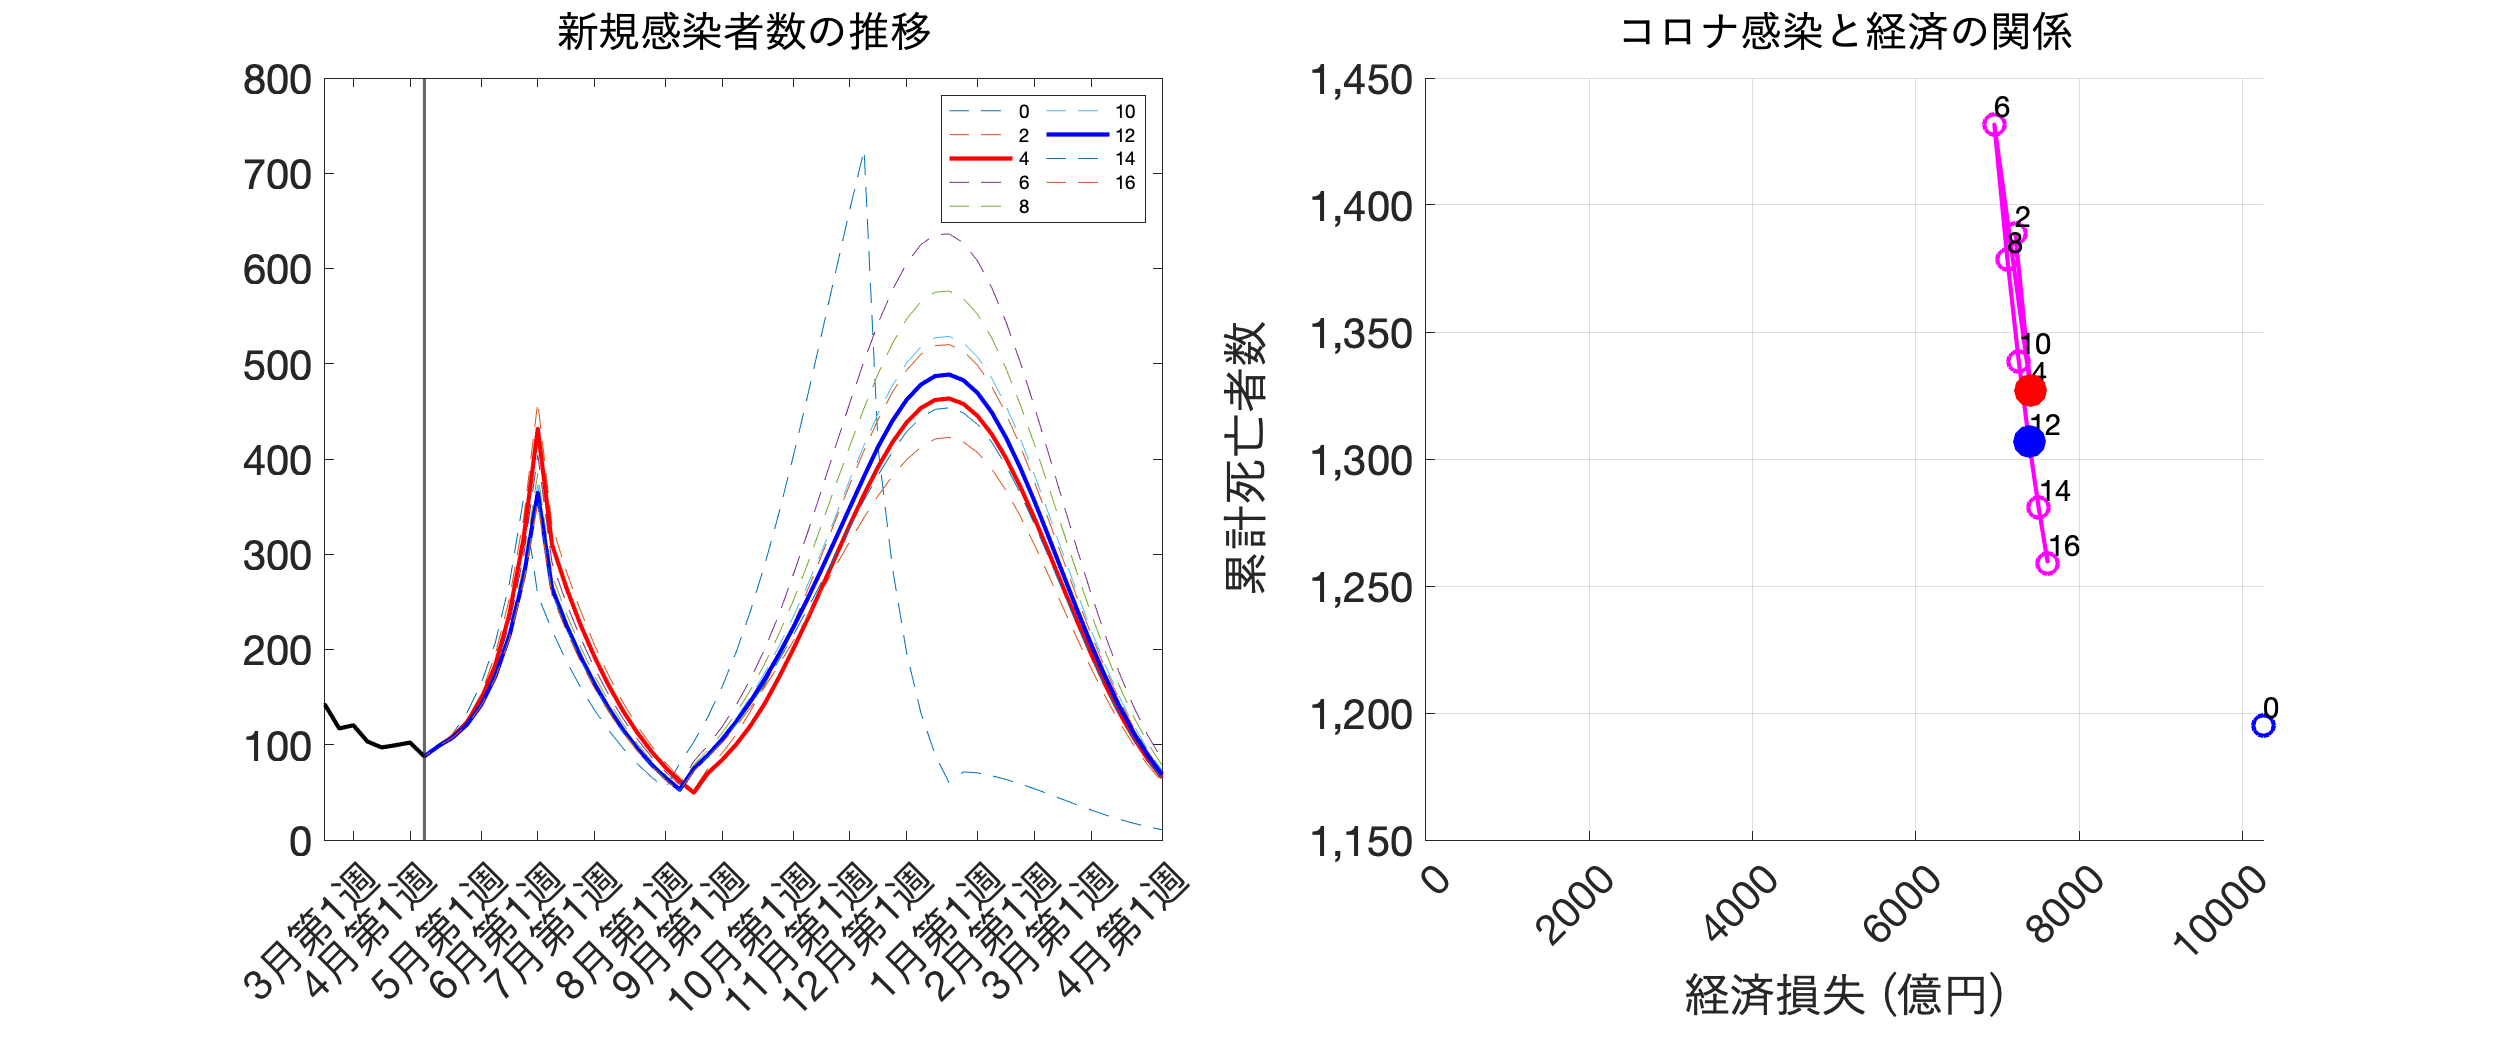 新規感染者数の推移
800
700
600
500
400
300
200
100
0
0
2
4
6
8
10
12
14
16
3月第1週
4月第1週
5月第1週
6月第1週
7月第1週
8月第1週
9月第1週
10月第1週
11月第1週
12月第1週
1月第1週
2月第1週
3月第1週
4月第1週
コロナ感染と経済の関係
累計死亡者数
1,450
1,400
1,350
1,300
1,250
1,200
1,150
6
2
8
10
4
12
14
16
0
0
2000
4000
6000
8000
10000
経済損失 (億円)